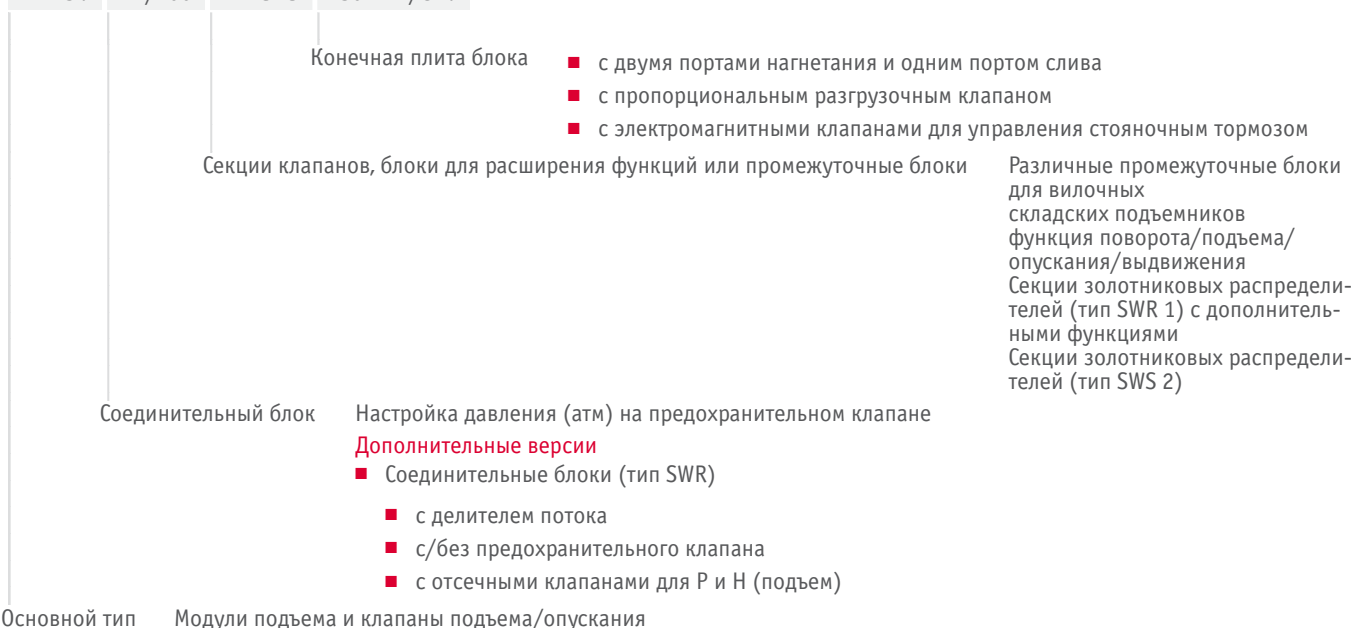 Конечная плита блока
с двумя портами нагнетания и одним портом слива
с пропорциональным разгрузочным клапаном
с электромагнитными клапанами для управления стояночным тормозом
Секции клапанов, блоки для расширения функций или промежуточные блоки
Различные промежуточные блоки
для вилочных
складских подъемников
функция поворота/подъема/
опускания/выдвижения
Секции золотниковых распредели-
телей (тип SWR 1) с дополнитель-
ными функциями
Секции золотниковых распредели-
телей (тип SWS 2)
Соединительный блок
Настройка давления (атм) на предохранительном клапане
Дополнительные версии
Соединительные блоки (тип SWR)
с делителем потока
с/без предохранительного клапана
с отсечными клапанами для P и H (подъем)
Основной тип
Модули подъема и клапаны подъема/опускания